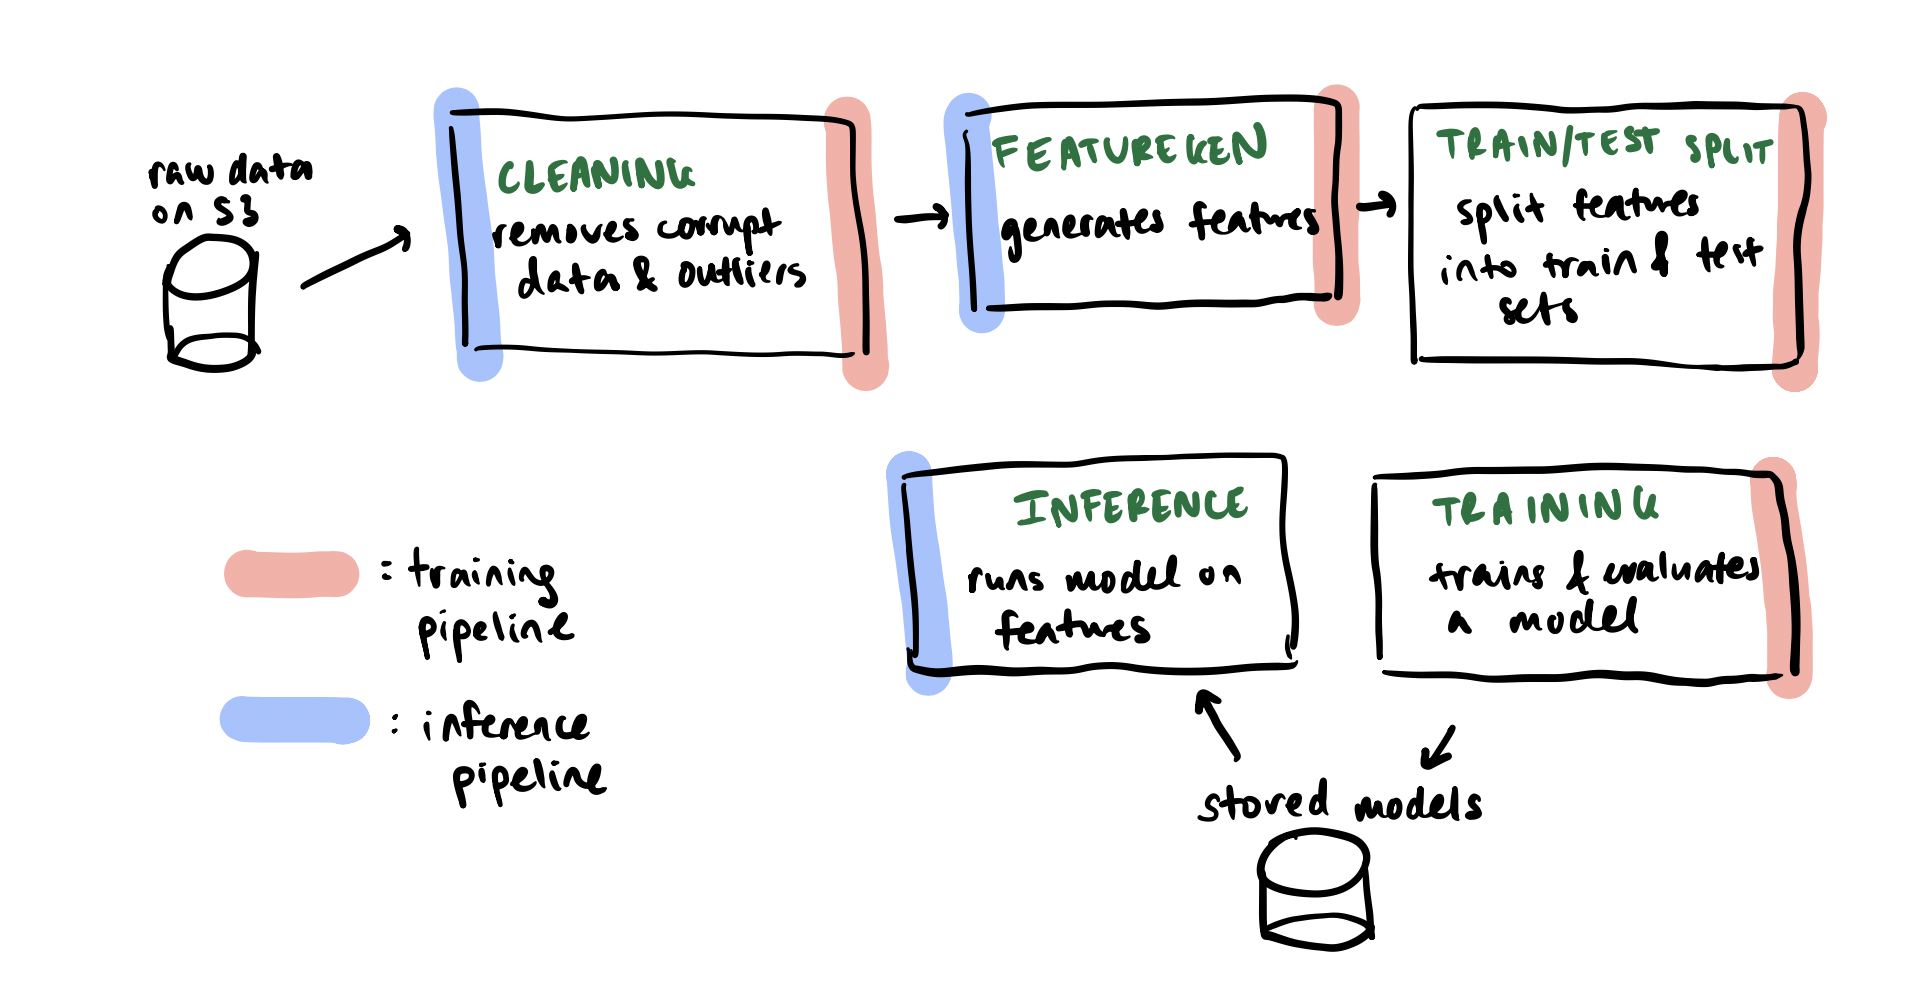 raw data
on S3
CLEANING
removes corrupt
data & outliers
FEATUREGEN
generates features
TRAIN/TEST SPLIT
split features
into train & test
sets
INFERENCE
runs model on
features
TRAINING
trains & evaluates
a model
= training
pipeline
: inference
pipeline
stored models